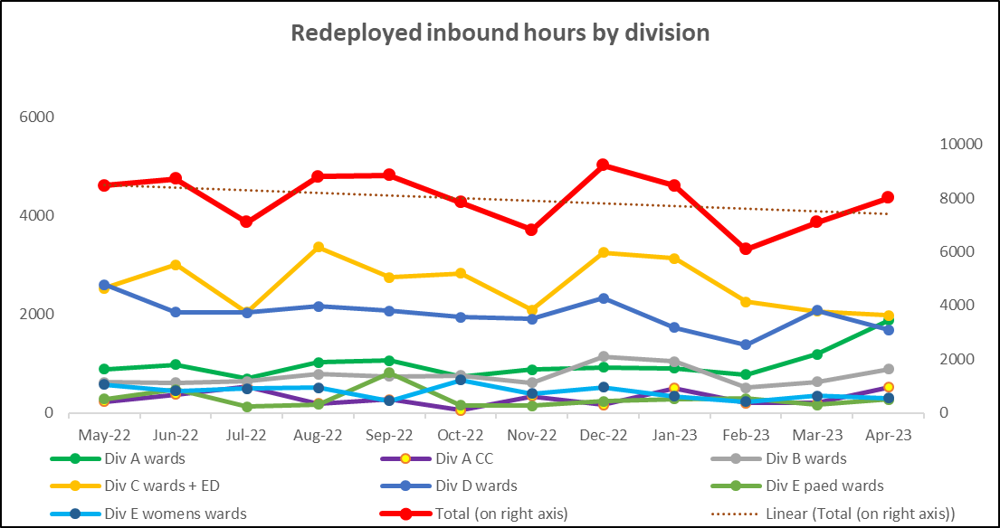 Redeployed inbound hours by division
6000
10000
8000
4000
6000
4000
2000
2000
0
0
May-22 Jun-22 Jul-22 Aug-22 Sep-22 Oct-22 Nov-22 Dec-22 Jan-23 Feb-23 Mar-23 Apr-23
Div A wards Div A CC Div B wards
Div C wards + ED Div D wards Div E paed wards
Div E womens wards Total (on right axis) Linear (Total (on right axis))